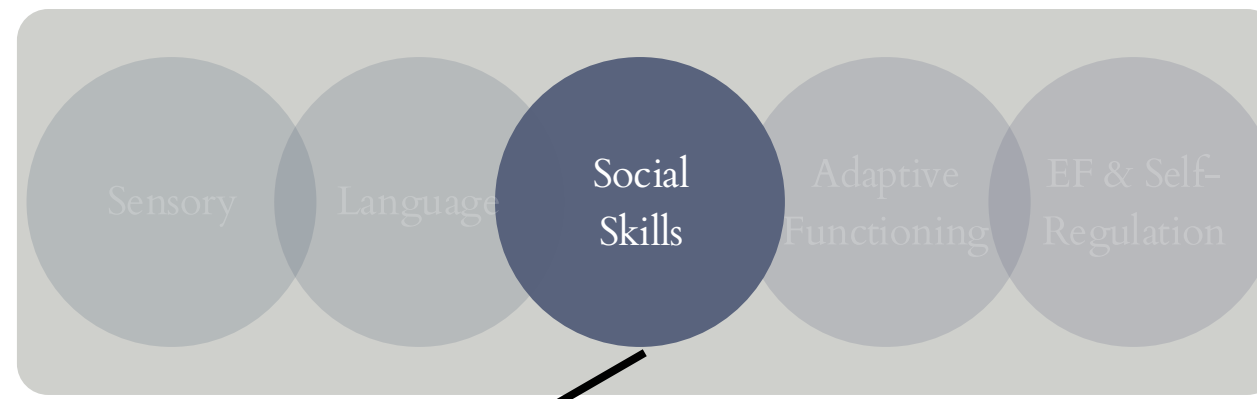 Sensory
Language
Social
Skills
Adaptive
Functioning
EF & Self-
Regulation